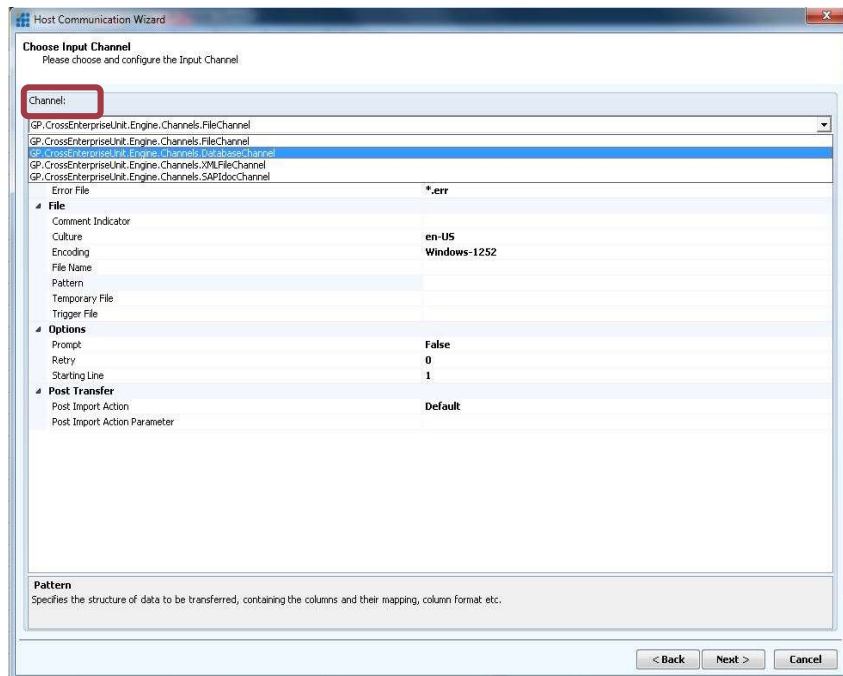 Host Communication Wizard
X
Choose Input Channel
Please choose and configure the Input Channel
Channel:
GP.CrossEnterpriseUnit.Engine.Channels.FileChannel
GP.CrossEnterpriseUnit.Engine.Channels.FileChannel
GP.CrossEnterpriseUnit.Engine.Channels.DatabaseChannel
GP.CrossEnterpriseUnit.Engine.Channels.XMLFileChannel
GP.CrossEnterpriseUnit.Engine.Channels.SAPIdocChannel
Error File *.err
File
Comment Indicator
Culture en-US
Encoding Windows-1252
File Name
Pattern
Temporary File
Trigger File
Options
Prompt False
Retry 0
Starting Line 1
Post Transfer
Post Import Action Default
Post Import Action Parameter
Pattern
Specifies the structure of data to be transferred, containing the columns and their mapping, column format etc.
< Back Next > Cancel